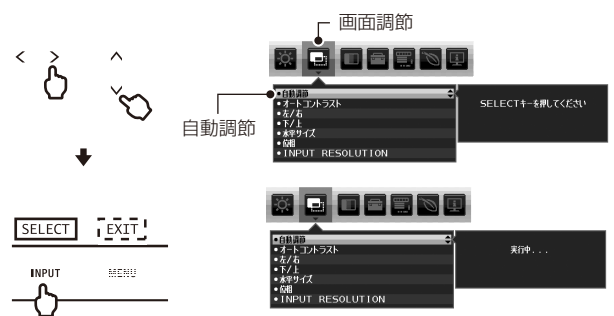 画面調節
自動調節
•自動調節
•オートコントラスト
•左/右
•下/上
•水平サイズ
•位相
•INPUT RESOLUTION
SELECTキーを押してください
SELECT
EXIT
INPUT
MENU
•自動調節
•オートコントラスト
•左/右
•下/上
•水平サイズ
•位相
•INPUT RESOLUTION
実行中...